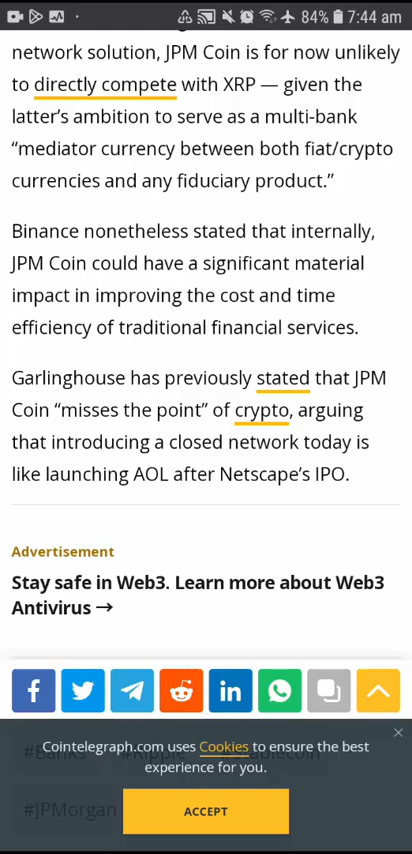 84% 7:44 am
network solution, JPM Coin is for now unlikely
to directly compete with XRP — given the
latter’s ambition to serve as a multi-bank
“mediator currency between both fiat/crypto
currencies and any fiduciary product.”
Binance nonetheless stated that internally,
JPM Coin could have a significant material
impact in improving the cost and time
efficiency of traditional financial services.
Garlinghouse has previously stated that JPM
Coin “misses the point” of crypto, arguing
that introducing a closed network today is
like launching AOL after Netscape’s IPO.
Advertisement
Stay safe in Web3. Learn more about Web3
Antivirus →
Cointelegraph.com uses Cookies to ensure the best
#Banks #Ripple #Stablecoin
experience for you.
#JPMorgan
ACCEPT